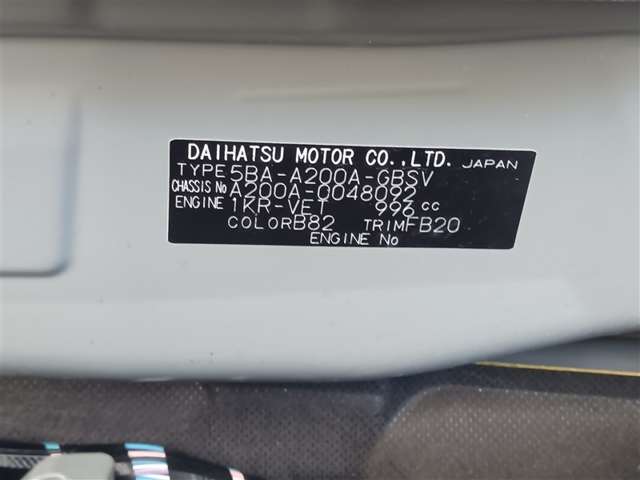 DAIHATSU MOTOR CO.,LTD. JAPAN
TYPE 5BA-A200A-GBSV
CHASSIS No A200A-0048092
ENGINE 1KR-VET 996 cc
COLOR B82 TRIM FB20
ENGINE No